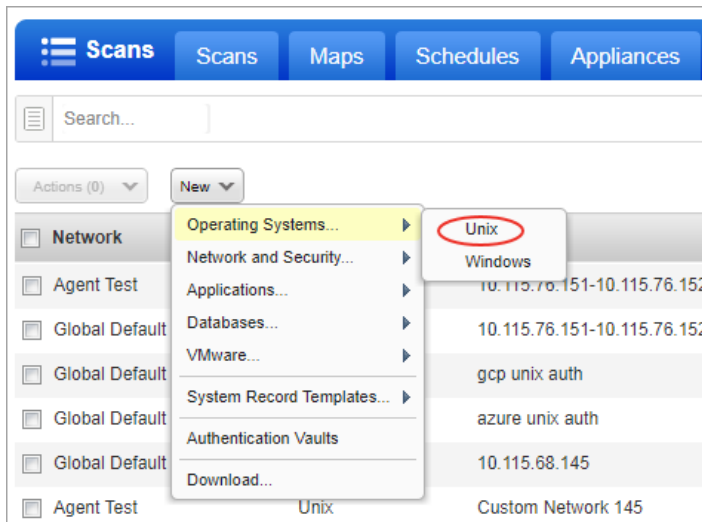 Scans
Scans Maps Schedules Appliances
Search...
Actions (0) New
Operating Systems... Unix
Network
Network and Security... Windows
Agent Test Applications... 10.115.76.151-10.115.76.152
Global Default Databases... 10.115.76.151-10.115.76.152
VMware...
Global Default gcp unix auth
System Record Templates...
Global Default azure unix auth
Authentication Vaults
Global Default 10.115.68.145
Download...
Agent Test Unix Custom Network 145